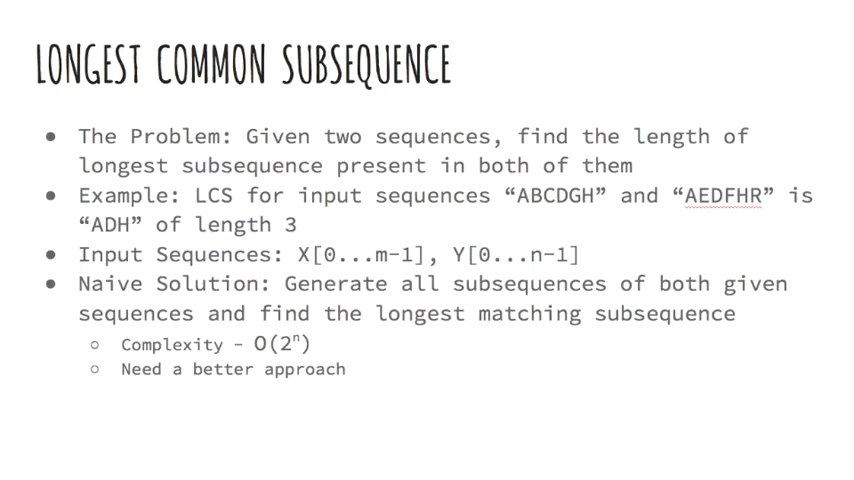 LONGEST COMMON SUBSEQUENCE
● The Problem: Given two sequences, find the length of
longest subsequence present in both of them
● Example: LCS for input sequences “ABCDGH” and “AEDFHR” is
“ADH” of length 3
● Input Sequences: X[0...m-1], Y[0...n-1]
● Naive Solution: Generate all subsequences of both given
sequences and find the longest matching subsequence
○ Complexity - O(2ⁿ)
○ Need a better approach